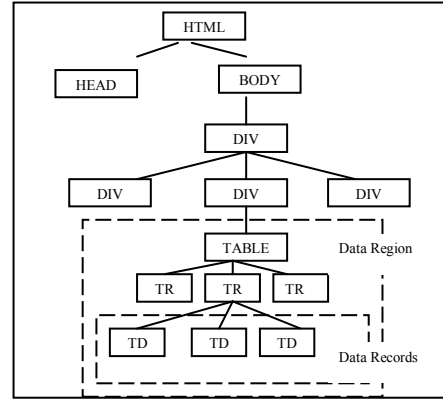 HTML
HEAD BODY
DIV
DIV DIV DIV
TABLE Data Region
TR TR TR
TD TD TD
Data Records